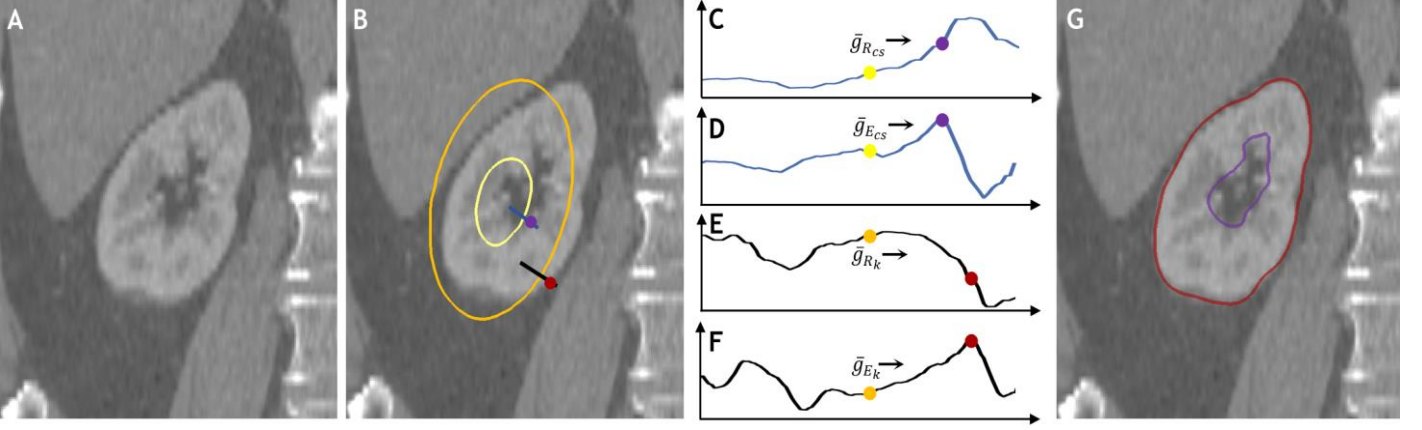 A
B
C
ḡ_{R_{cs}}
D
ḡ_{E_{cs}}
E
ḡ_{R_k}
F
ḡ_{E_k}
G